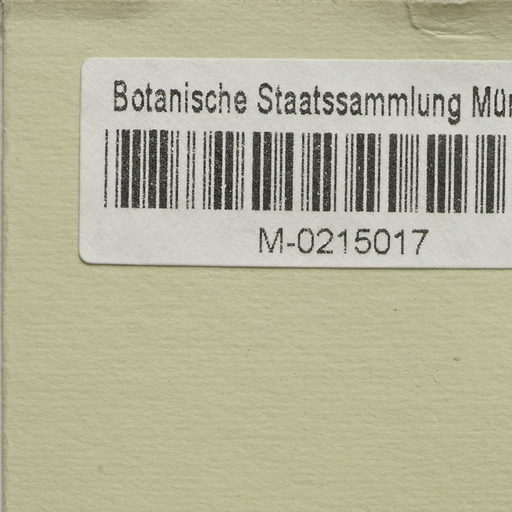 Botanische Staatssammlung Mün
M-0215017